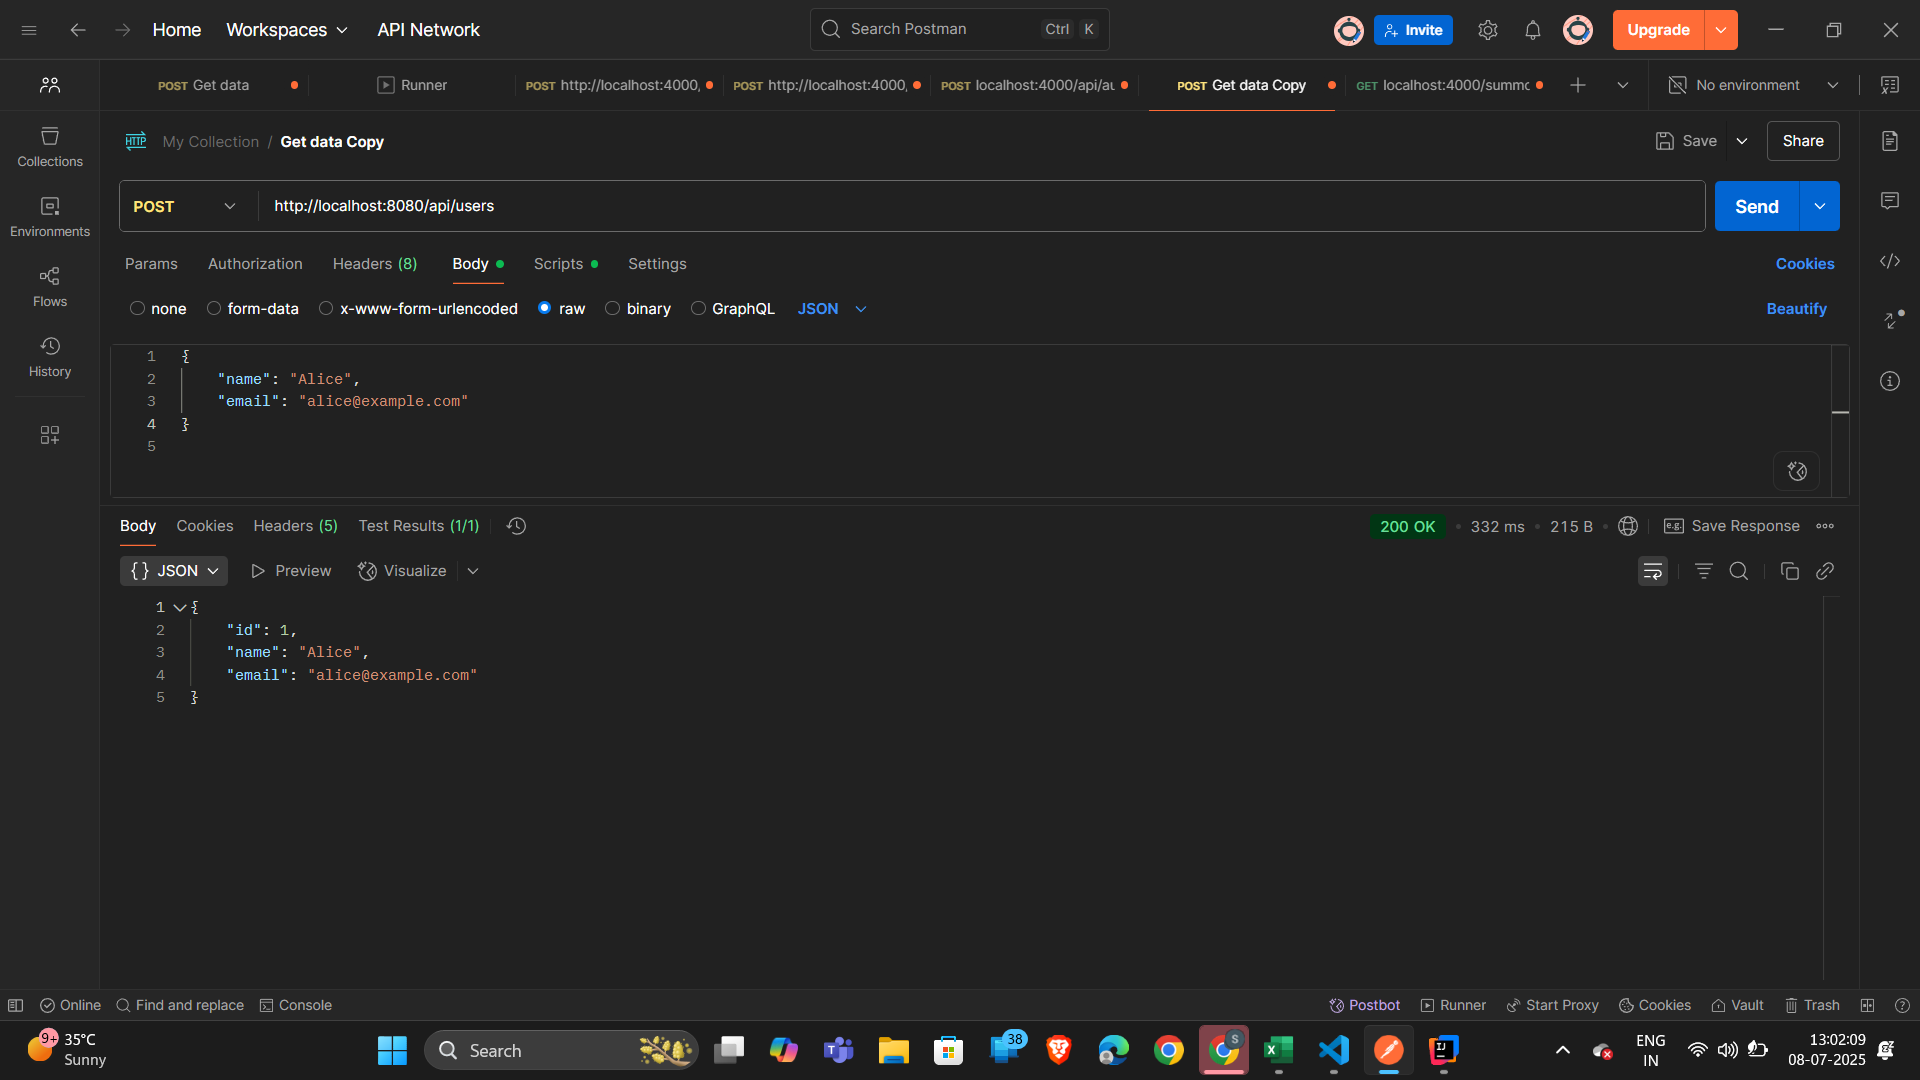 Home Workspaces API Network Search Postman Ctrl K Invite Upgrade
POST Get data Runner POST http://localhost:4000, POST http://localhost:4000, POST localhost:4000/api/au POST Get data Copy GET localhost:4000/summo No environment
HTTP My Collection / Get data Copy Save Share
POST http://localhost:8080/api/users Send
Params Authorization Headers (8) Body Scripts Settings Cookies
none form-data x-www-form-urlencoded raw binary GraphQL JSON Beautify
Collections
Environments
Flows
History
1 {
2 "name": "Alice",
3 "email": "alice@example.com"
4 }
5
Body Cookies Headers (5) Test Results (1/1) 200 OK 332 ms 215 B e.g. Save Response
{} JSON Preview Visualize
1 {
2 "id": 1,
3 "name": "Alice",
4 "email": "alice@example.com"
5 }
Online Find and replace Console Postbot Runner Start Proxy Cookies Vault Trash
9+ 35°C
Sunny
Search
38
S
ENG
IN
13:02:09
08-07-2025